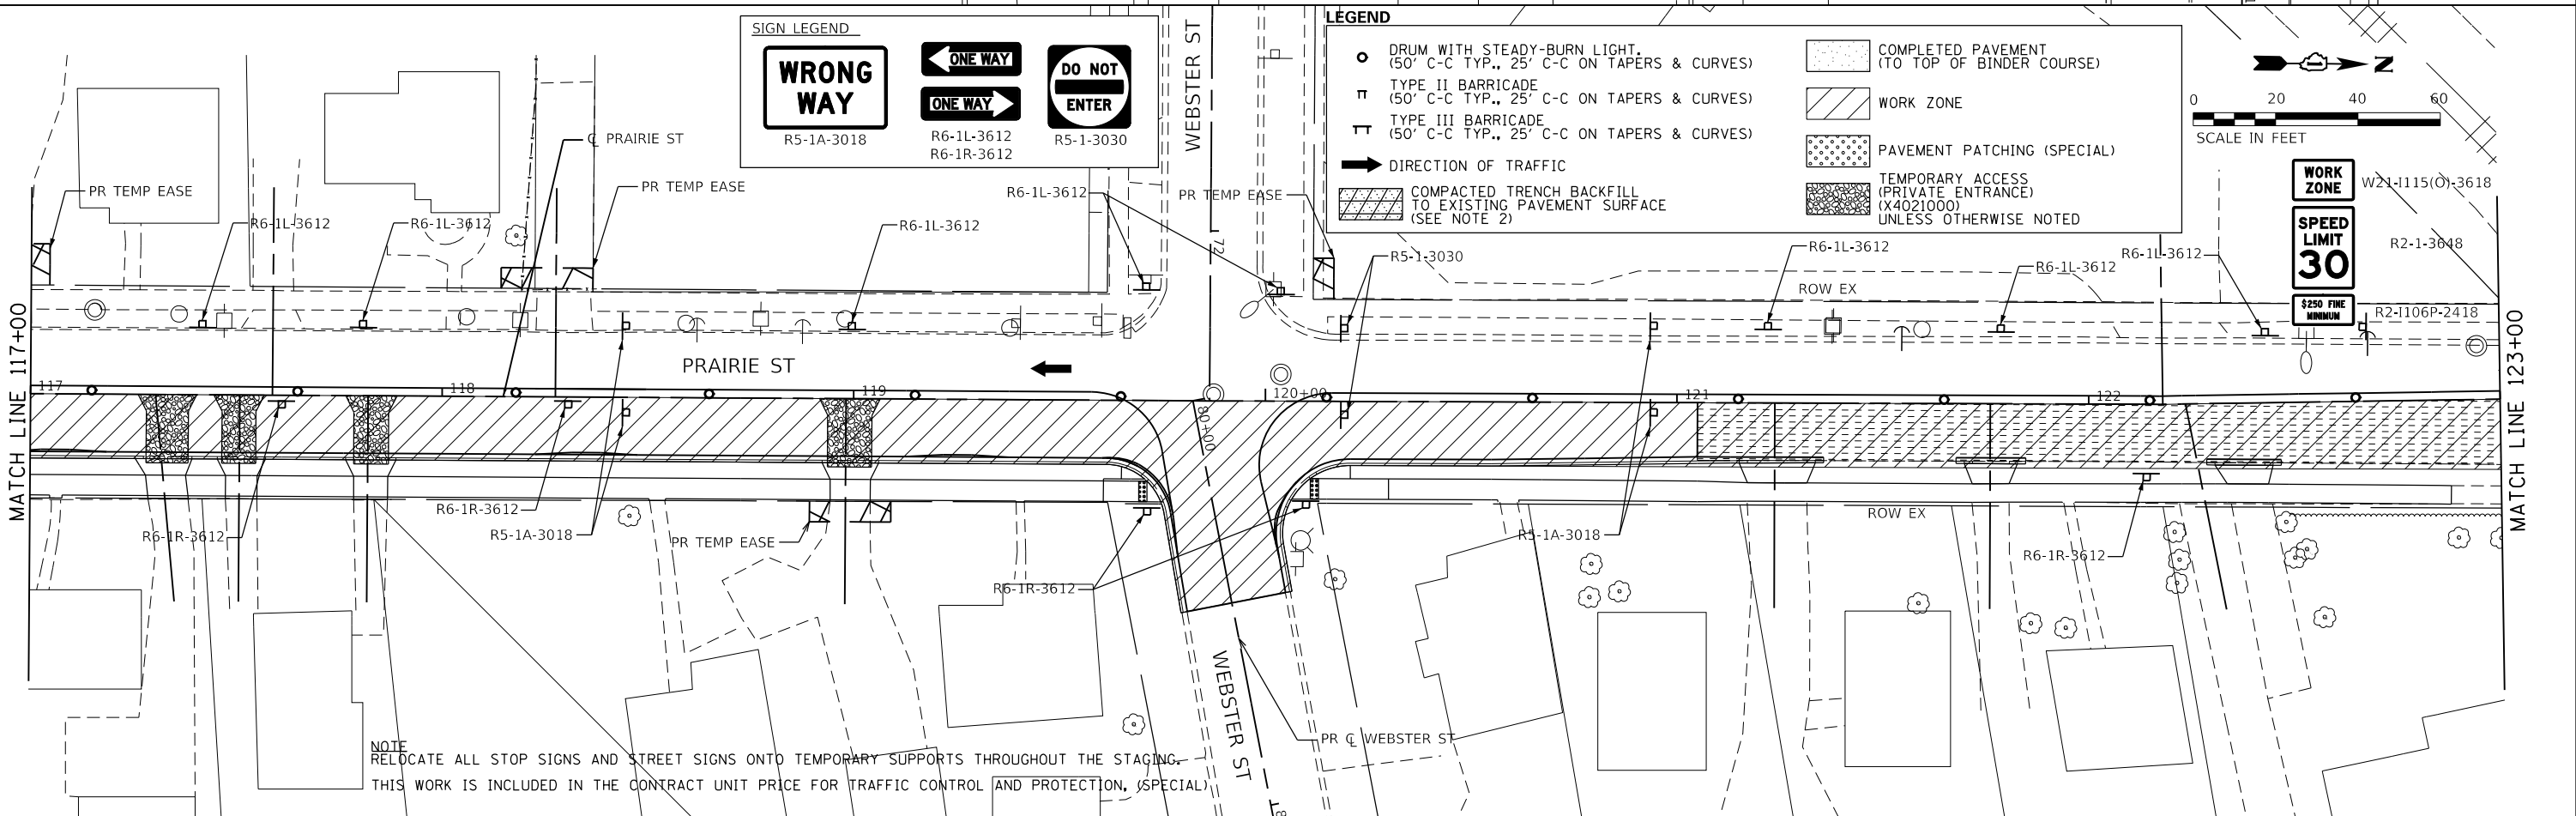 SIGN LEGEND
WRONG
WAY
R5-1A-3018
ONE WAY
ONE WAY
R6-1L-3612
R6-1R-3612
DO NOT
ENTER
R5-1-3030
WEBSTER ST
LEGEND
DRUM WITH STEADY-BURN LIGHT.
(50' C-C TYP., 25' C-C ON TAPERS & CURVES)
TYPE II BARRICADE
(50' C-C TYP., 25' C-C ON TAPERS & CURVES)
TYPE III BARRICADE
(50' C-C TYP., 25' C-C ON TAPERS & CURVES)
DIRECTION OF TRAFFIC
COMPACTED TRENCH BACKFILL
TO EXISTING PAVEMENT SURFACE
(SEE NOTE 2)
COMPLETED PAVEMENT
(TO TOP OF BINDER COURSE)
WORK ZONE
PAVEMENT PATCHING (SPECIAL)
TEMPORARY ACCESS
(PRIVATE ENTRANCE)
(X4021000)
UNLESS OTHERWISE NOTED
N
0 20 40 60
SCALE IN FEET
WORK
ZONE
W21-I115(O)-3618
SPEED
LIMIT
30
R2-1-3648
$250 FINE
MINIMUM
R2-I106P-2418
℄ PRAIRIE ST
PR TEMP EASE
PR TEMP EASE
R6-1L-3612
PR TEMP EASE
R6-1L-3612
R6-1L-3612
R6-1L-3612
72
R5-1-3030
R6-1L-3612
R6-1L-3612
R6-1L-3612
ROW EX
MATCH LINE 117+00
PRAIRIE ST
MATCH LINE 123+00
117
118
119
120+00
121
122
80+00
R6-1R-3612
R6-1R-3612
R5-1A-3018
PR TEMP EASE
R6-1R-3612
R5-1A-3018
ROW EX
R6-1R-3612
WEBSTER ST
PR ℄ WEBSTER ST
NOTE
RELOCATE ALL STOP SIGNS AND STREET SIGNS ONTO TEMPORARY SUPPORTS THROUGHOUT THE STAGING.
THIS WORK IS INCLUDED IN THE CONTRACT UNIT PRICE FOR TRAFFIC CONTROL AND PROTECTION, (SPECIAL)